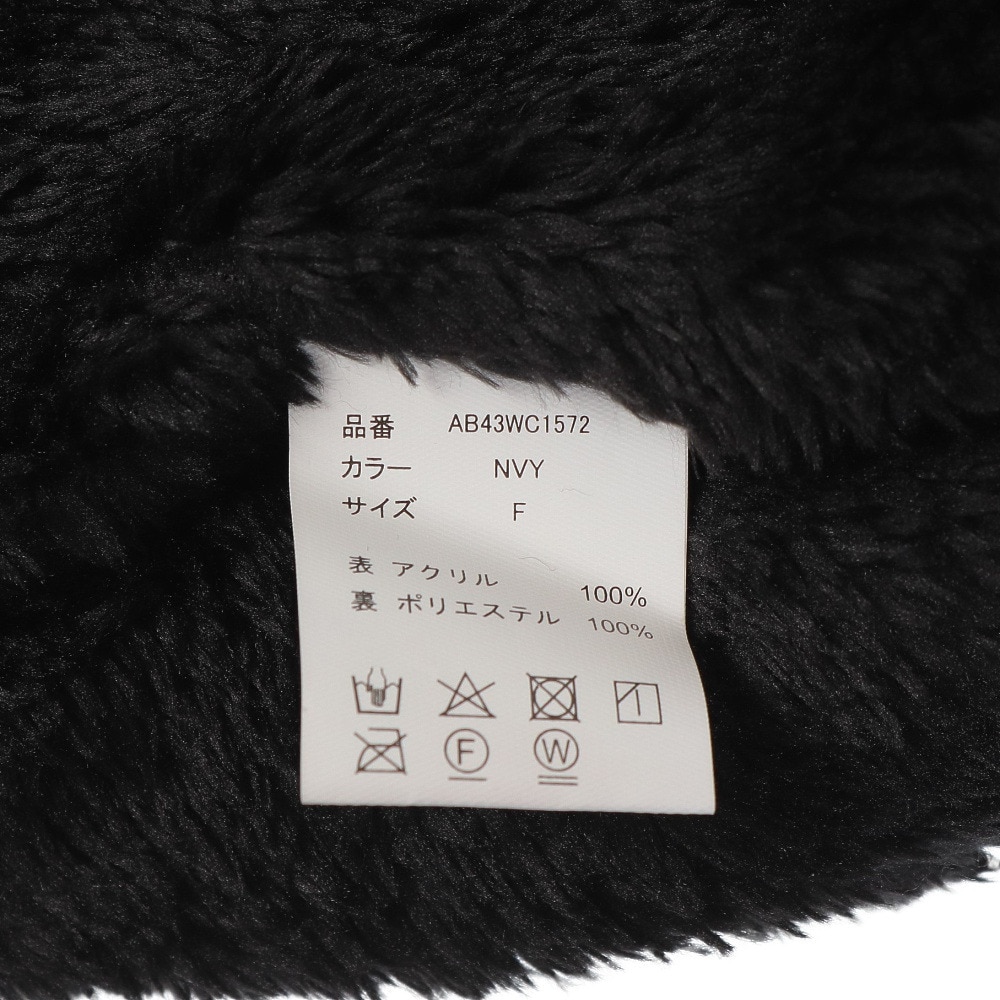 品番 AB43WC1572
カラー NVY
サイズ F
表 アクリル 100%
裏 ポリエステル 100%
F W